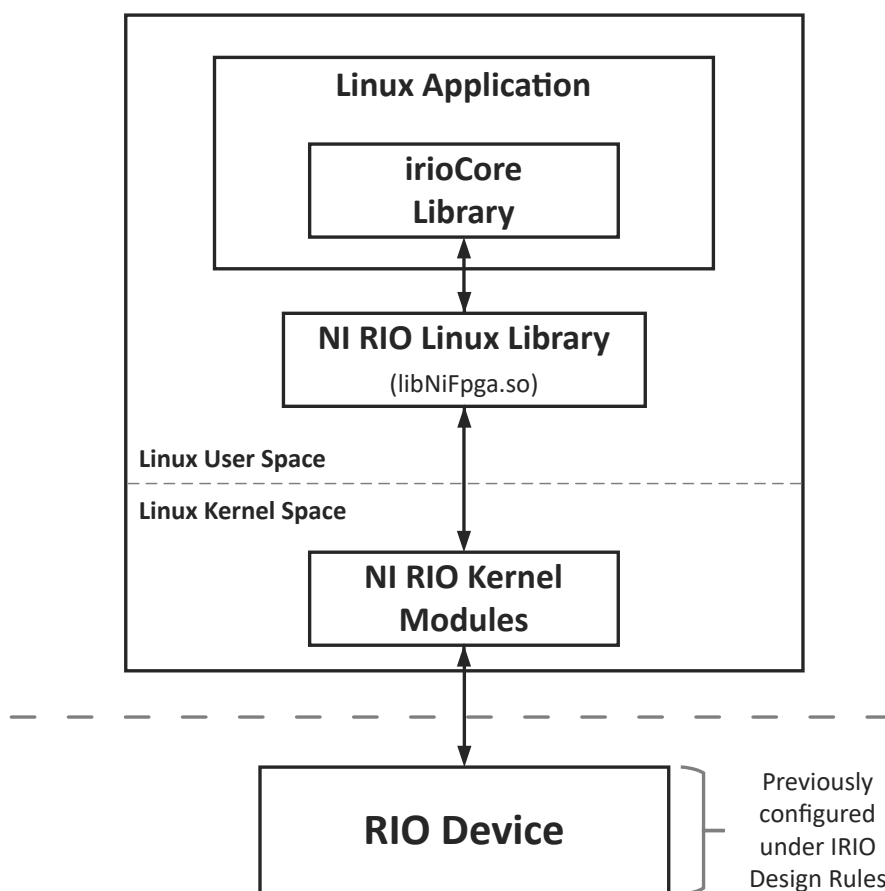 Linux Application
irioCore
Library
NI RIO Linux Library
(libNiFpga.so)
Linux User Space
Linux Kernel Space
NI RIO Kernel
Modules
RIO Device
Previously
configured
under IRIO
Design Rules